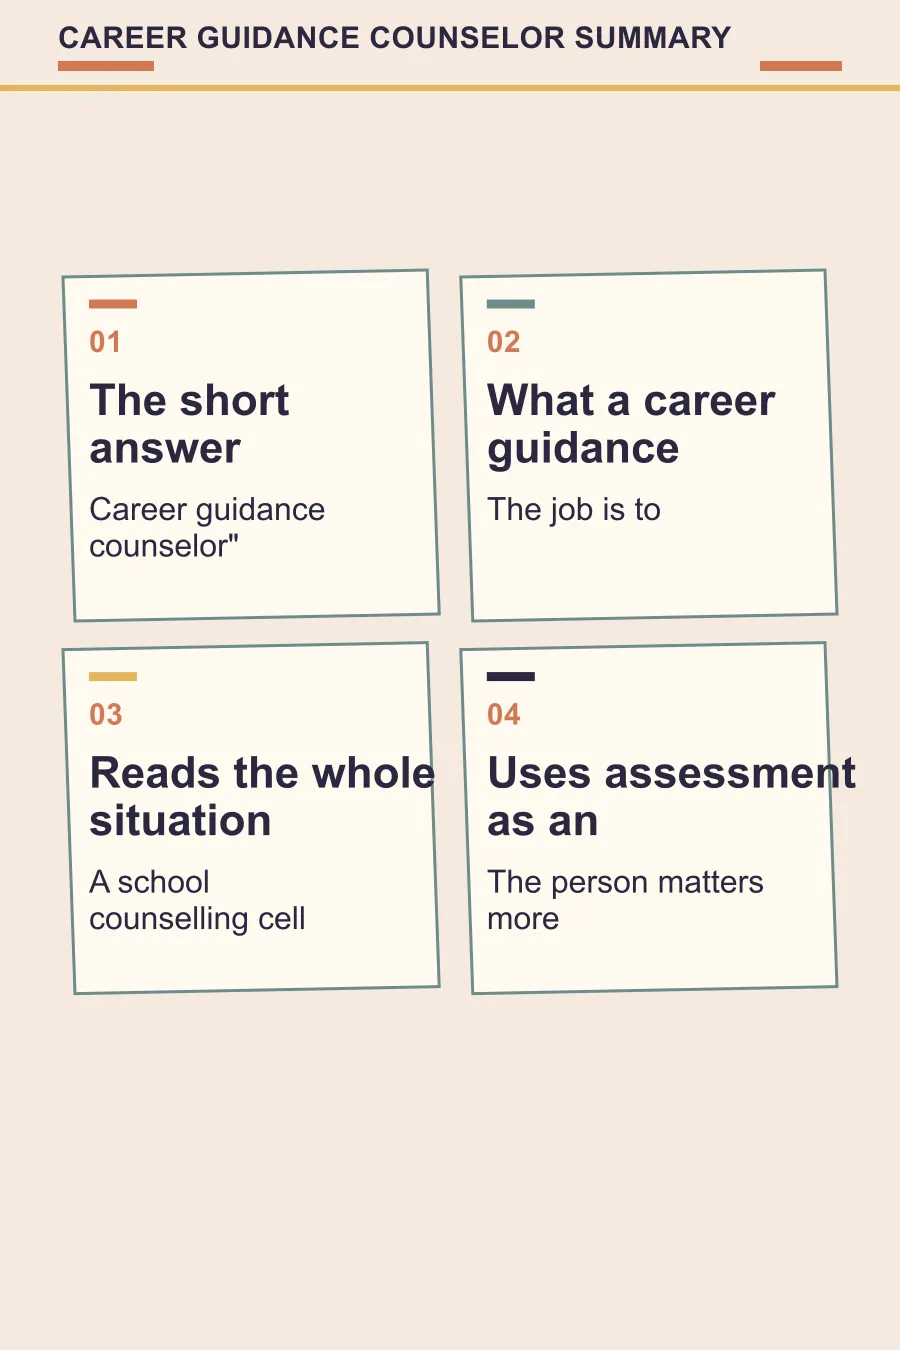 CAREER GUIDANCE COUNSELOR SUMMARY
01
The short
answer
Career guidance
counselor"
02
What a career
guidance
The job is to
03
Reads the whole
situation
A school
counselling cell
04
Uses assessment
as an
The person matters
more